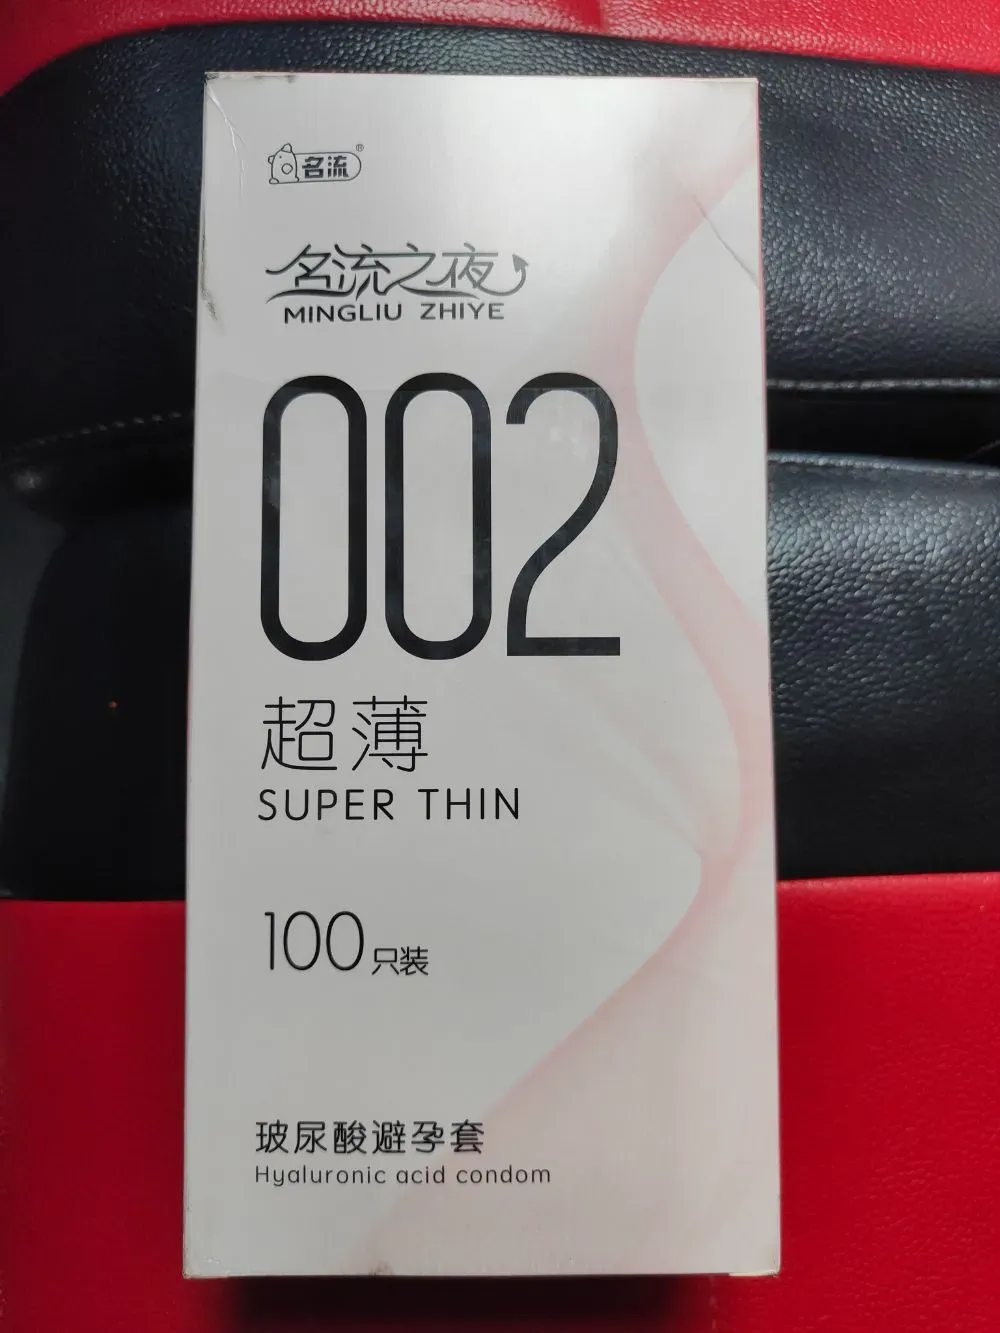 名流®
名流之夜
MINGLIU ZHIYE
002
超薄
SUPER THIN
100只装
玻尿酸避孕套
Hyaluronic acid condom